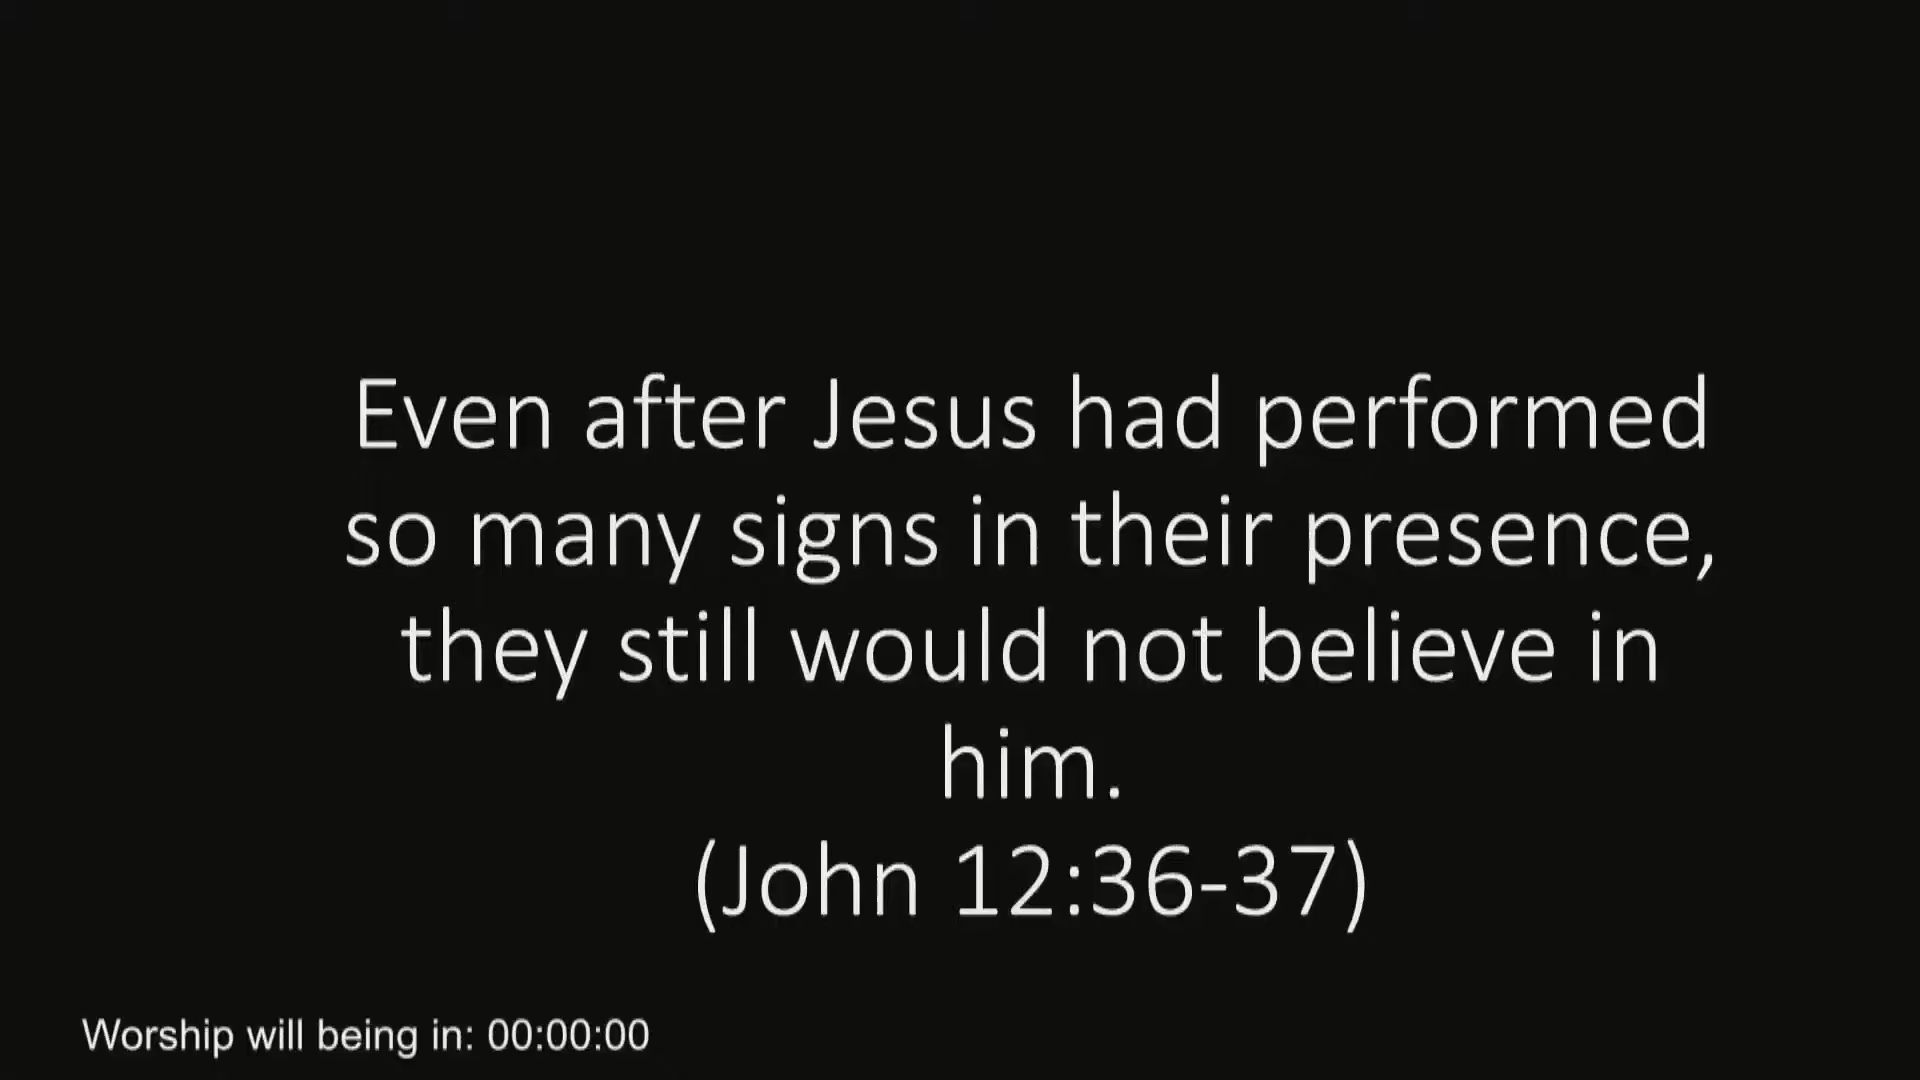 Even after Jesus had performed
so many signs in their presence,
they still would not believe in
him.
(John 12:36-37)
Worship will being in: 00:00:00